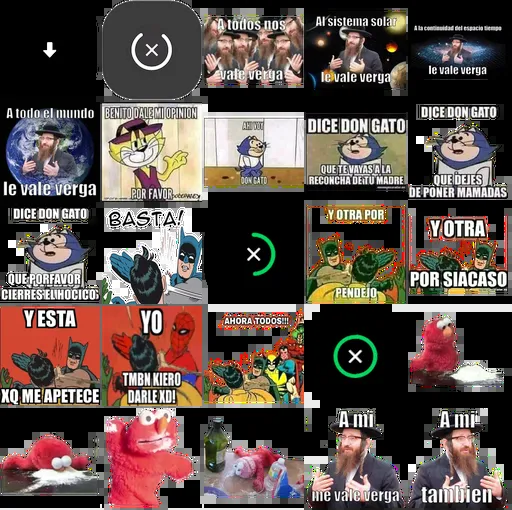 A todos nos
vale verga
Al sistema solar
le vale verga
A la continuidad del espacio tiempo
le vale verga
A todo el mundo
le vale verga
BENITO DALE MI OPINION
POR FAVOR
AHI VOY
DON GATO
DICE DON GATO
QUE TE VAYAS A LA
RECONCHA DE TU MADRE
DICE DON GATO
QUE DEJES
DE PONER MAMADAS
DICE DON GATO
QUE POR FAVOR
CIERRES EL HOCICO
BASTA!
Y OTRA POR
PENDEJO
Y OTRA
POR SIACASO
Y ESTA
XQ ME APETECE
YO
TMBN KIERO
DARLE XD!
AHORA TODOS!!!
A mi
me vale verga
A mi
tambien